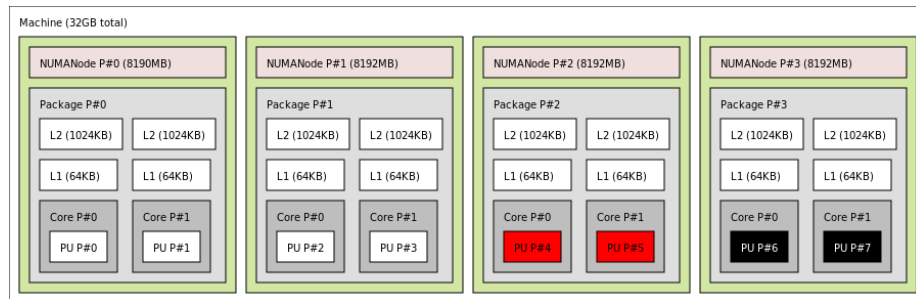 Machine (32GB total)
NUMANode P#0 (8190MB)
Package P#0
L2 (1024KB) L2 (1024KB)
L1 (64KB) L1 (64KB)
Core P#0 Core P#1
PU P#0 PU P#1
NUMANode P#1 (8192MB)
Package P#1
L2 (1024KB) L2 (1024KB)
L1 (64KB) L1 (64KB)
Core P#0 Core P#1
PU P#2 PU P#3
NUMANode P#2 (8192MB)
Package P#2
L2 (1024KB) L2 (1024KB)
L1 (64KB) L1 (64KB)
Core P#0 Core P#1
PU P#4 PU P#5
NUMANode P#3 (8192MB)
Package P#3
L2 (1024KB) L2 (1024KB)
L1 (64KB) L1 (64KB)
Core P#0 Core P#1
PU P#6 PU P#7